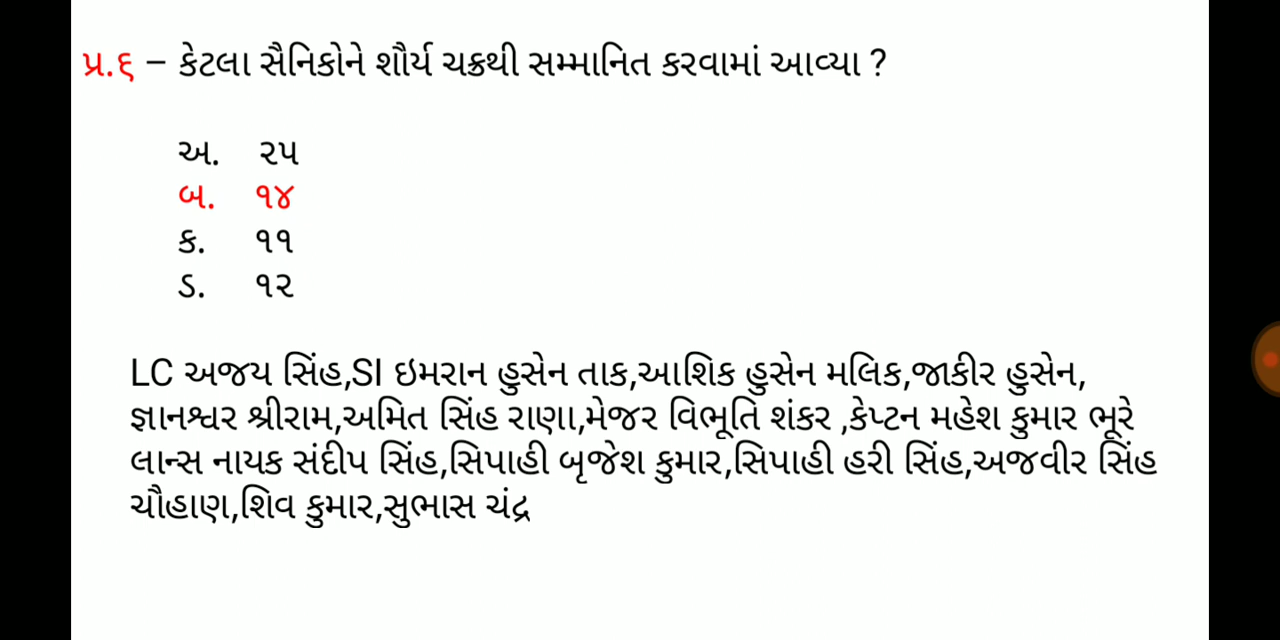 પ્ર.૬ – કેટલા સૈનિકોને શૌર્ય ચક્રથી સમ્માનિત કરવામાં આવ્યા ?
અ. ૨૫
બ. ૧૪
ક. ૧૧
ડ. ૧૨
LC અજય સિંહ,SI ઇમરાન હુસેન તાક,આશિક હુસેન મલિક,જાકીર હુસેન,
જ્ઞાનશ્વર શ્રીરામ,અમિત સિંહ રાણા,મેજર વિભૂતિ શંકર ,કેપ્ટન મહેશ કુમાર ભૂરે
લાન્સ નાયક સંદીપ સિંહ,સિપાહી બૃજેશ કુમાર,સિપાહી હરી સિંહ,અજવીર સિંહ
ચૌહાણ,શિવ કુમાર,સુભાસ ચંદ્ર